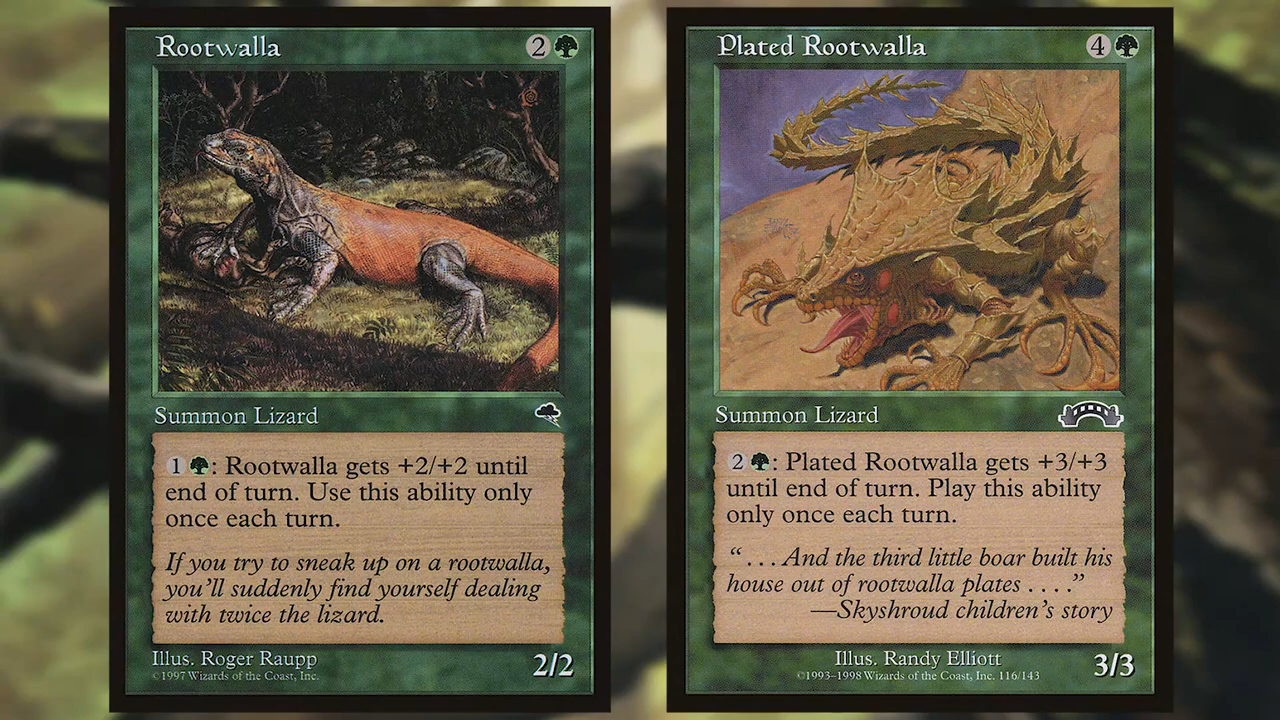 Rootwalla
2
Summon Lizard
1 : Rootwalla gets +2/+2 until
end of turn. Use this ability only
once each turn.
If you try to sneak up on a rootwalla,
you'll suddenly find yourself dealing
with twice the lizard.
Illus. Roger Raupp
©1997 Wizards of the Coast, Inc.
2/2
Plated Rootwalla
4
Summon Lizard
2 : Plated Rootwalla gets +3/+3
until end of turn. Play this ability
only once each turn.
“ . . . And the third little boar built his
house out of rootwalla plates . . . .”
—Skyshroud children's story
Illus. Randy Elliott
©1993–1998 Wizards of the Coast, Inc. 116/143
3/3